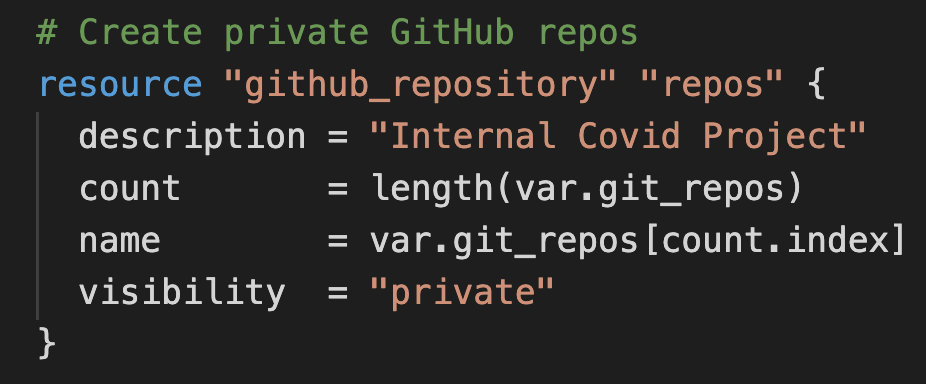 # Create private GitHub repos
resource "github_repository" "repos" {
  description = "Internal Covid Project"
  count       = length(var.git_repos)
  name        = var.git_repos[count.index]
  visibility  = "private"
}